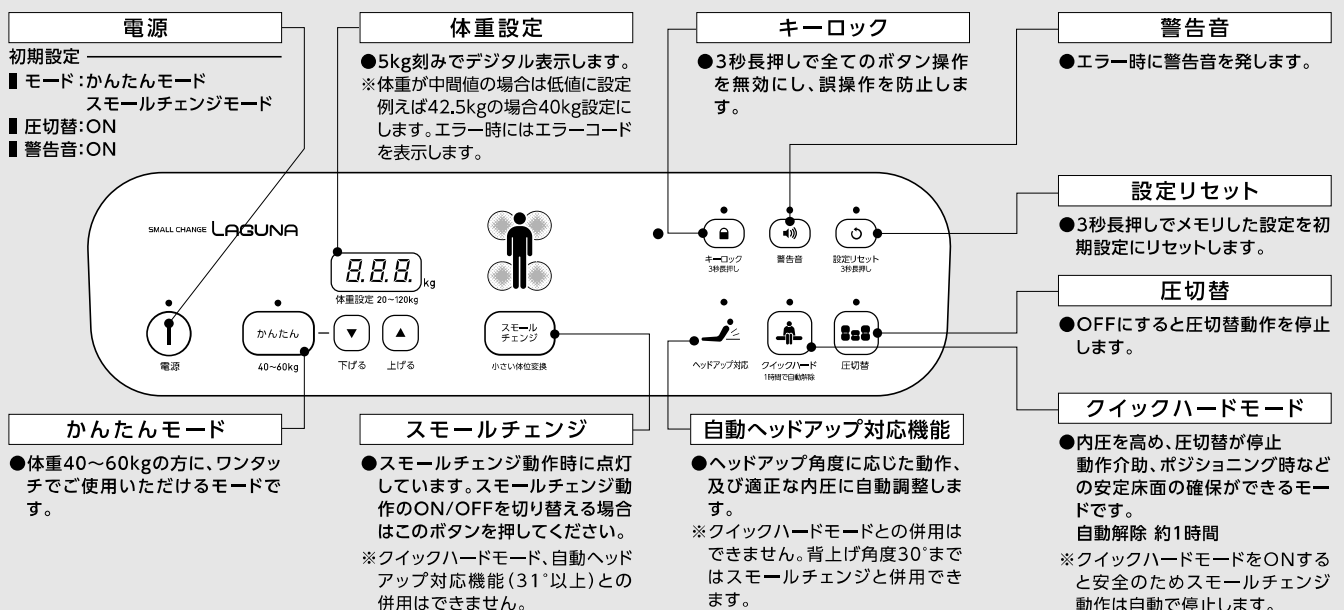 電源
初期設定
モード:かんたんモード
スモールチェンジモード
圧切替:ON
警告音:ON
体重設定
●5kg刻みでデジタル表示します。
※体重が中間値の場合は低値に設定
例えば42.5kgの場合40kg設定に
します。エラー時にはエラーコード
を表示します。
キーロック
●3秒長押しで全てのボタン操作
を無効にし、誤操作を防止しま
す。
警告音
●エラー時に警告音を発します。
設定リセット
●3秒長押しでメモリした設定を初
期設定にリセットします。
圧切替
●OFFにすると圧切替動作を停止
します。
クイックハードモード
●内圧を高め、圧切替が停止
動作介助、ポジショニング時など
の安定床面の確保ができるモー
ドです。
自動解除 約1時間
※クイックハードモードをONする
と安全のためスモールチェンジ
動作は自動で停止します。
SMALL CHANGE LAGUNA
8.8.8. kg
体重設定 20~120kg
電源
かんたん
40~60kg
▼
下げる
▲
上げる
スモール
チェンジ
小さい体位変換
キーロック
3秒長押し
警告音
設定リセット
3秒長押し
ヘッドアップ対応
クイックハード
1時間で自動解除
圧切替
かんたんモード
●体重40~60kgの方に、ワンタッ
チでご使用いただけるモードで
す。
スモールチェンジ
●スモールチェンジ動作時に点灯
しています。スモールチェンジ動
作のON/OFFを切り替える場合
はこのボタンを押してください。
※クイックハードモード、自動ヘッド
アップ対応機能(31°以上)との
併用はできません。
自動ヘッドアップ対応機能
●ヘッドアップ角度に応じた動作、
及び適正な内圧に自動調整しま
す。
※クイックハードモードとの併用は
できません。背上げ角度30°まで
はスモールチェンジと併用でき
ます。